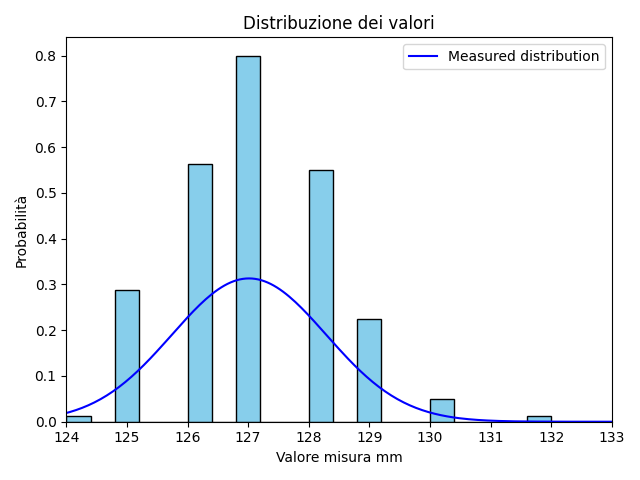 Distribuzione dei valori
Measured distribution
Probabilità
0.8
0.7
0.6
0.5
0.4
0.3
0.2
0.1
0.0
124 125 126 127 128 129 130 131 132 133
Valore misura mm